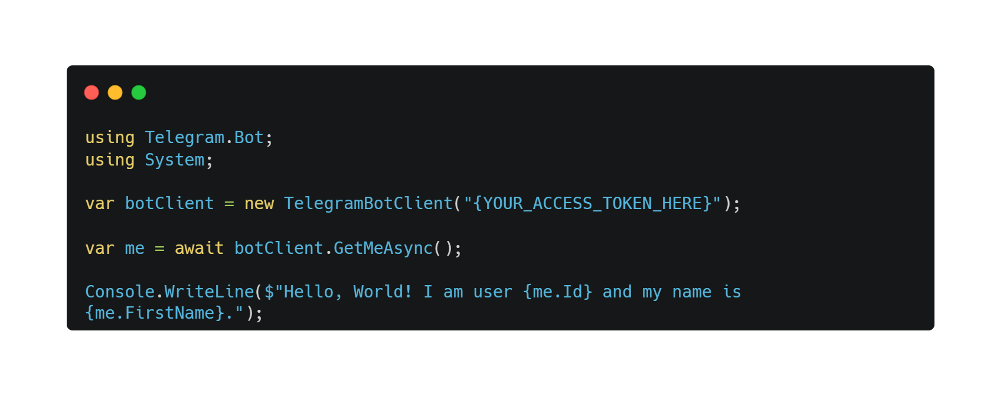 using Telegram.Bot;
using System;
var botClient = new TelegramBotClient("{YOUR_ACCESS_TOKEN_HERE}");
var me = await botClient.GetMeAsync();
Console.WriteLine($"Hello, World! I am user {me.Id} and my name is
{me.FirstName}.");